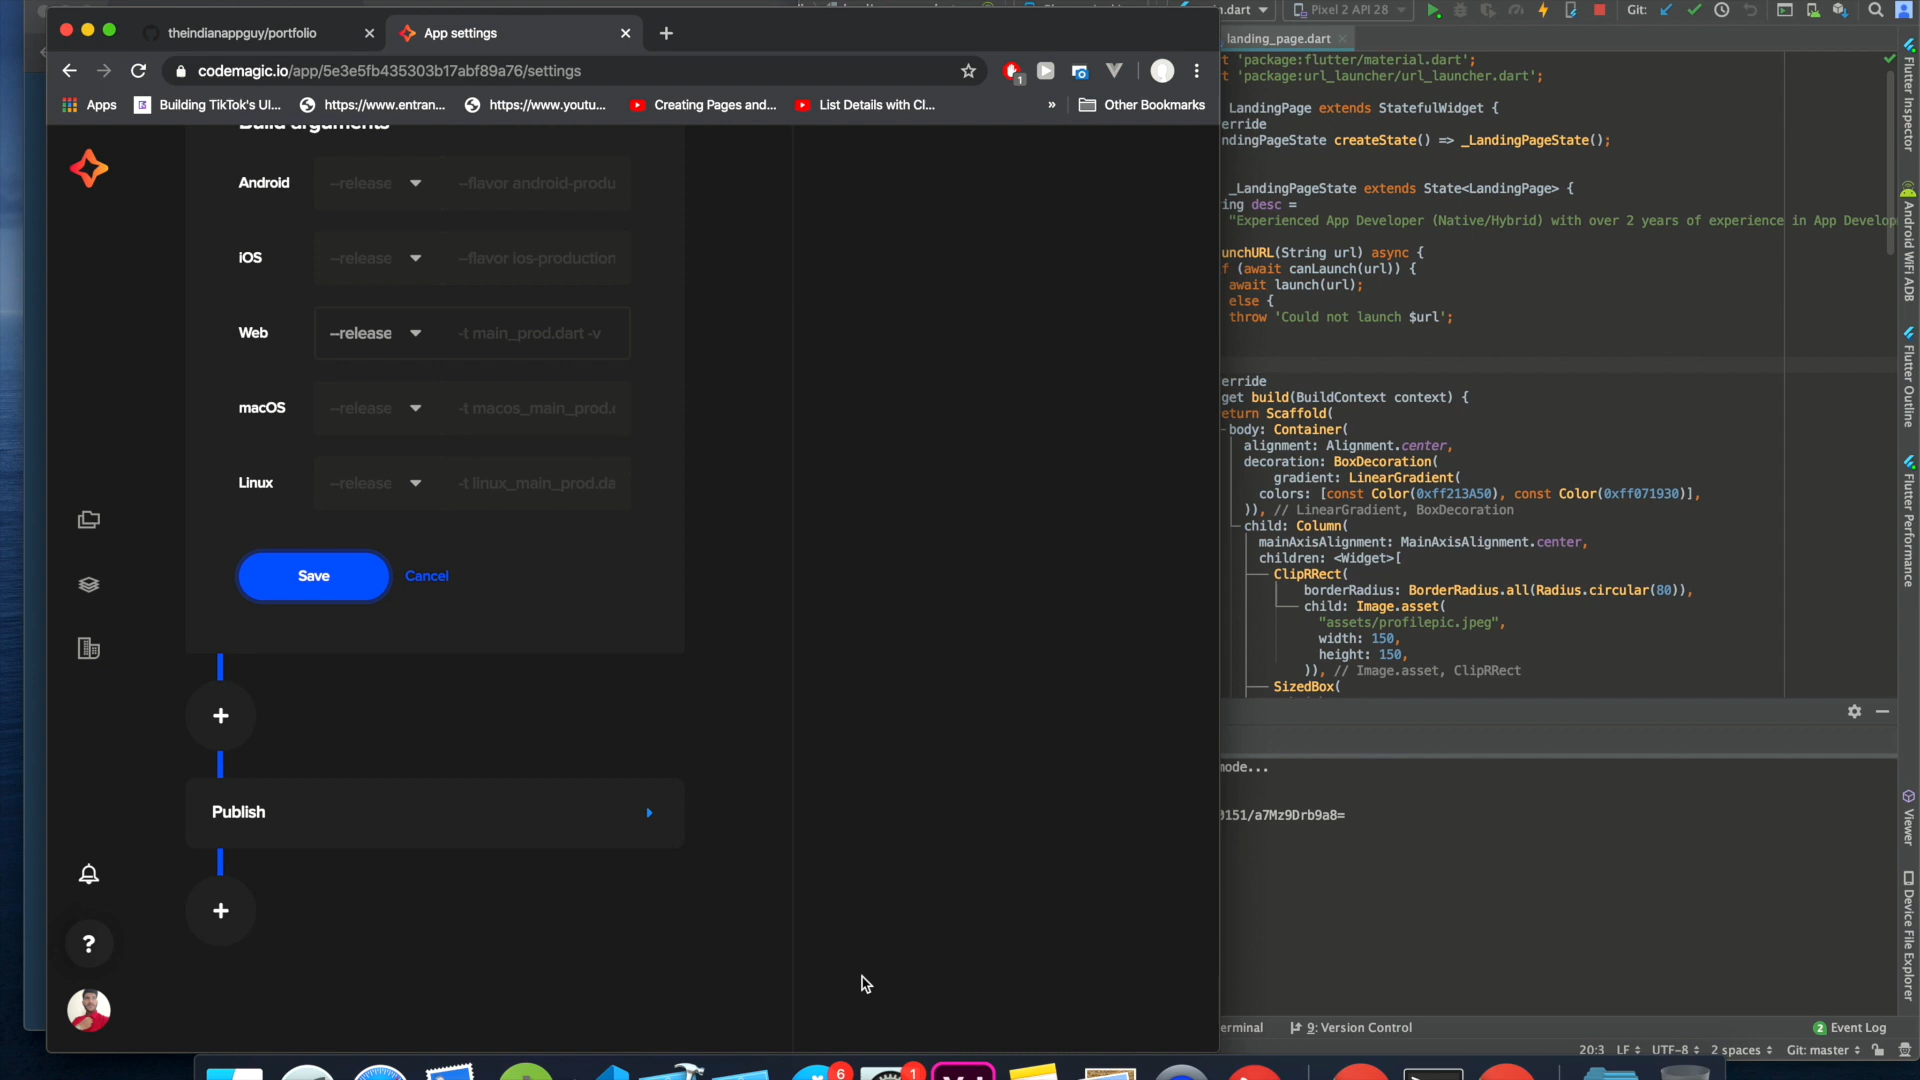 theindianappguy/portfolio
App settings
codemagic.io/app/5e3e5fb435303b17abf89a76/settings
1
Apps
Building TikTok's UI...
https://www.entran...
https://www.youtu...
Creating Pages and...
List Details with Cl...
»
Other Bookmarks
Build arguments
Android
--release
--flavor android-produ
iOS
--release
--flavor ios-production
Web
--release
-t main_prod.dart -v
macOS
--release
-t macos_main_prod.
Linux
--release
-t linux_main_prod.da
Save
Cancel
+
Publish
+
?
n.dart
Pixel 2 API 28
Git:
landing_page.dart
t 'package:flutter/material.dart';
t 'package:url_launcher/url_launcher.dart';
LandingPage extends StatefulWidget {
erride
ndingPageState createState() => _LandingPageState();
_LandingPageState extends State<LandingPage> {
ing desc =
"Experienced App Developer (Native/Hybrid) with over 2 years of experience in App Develop
unchURL(String url) async {
f (await canLaunch(url)) {
await launch(url);
else {
throw 'Could not launch $url';
erride
get build(BuildContext context) {
eturn Scaffold(
body: Container(
alignment: Alignment.center,
decoration: BoxDecoration(
gradient: LinearGradient(
colors: [const Color(0xff213A50), const Color(0xff071930)],
)), // LinearGradient, BoxDecoration
child: Column(
mainAxisAlignment: MainAxisAlignment.center,
children: <Widget>[
ClipRRect(
borderRadius: BorderRadius.all(Radius.circular(80)),
child: Image.asset(
"assets/profilepic.jpeg",
width: 150,
height: 150,
)), // Image.asset, ClipRRect
SizedBox(
mode...
0151/a7Mz9Drb9a8=
erminal
9: Version Control
2 Event Log
20:3 LF UTF-8 2 spaces Git: master
Flutter Inspector
Android WiFi ADB
Flutter Outline
Flutter Performance
Viewer
Device File Explorer
6
1